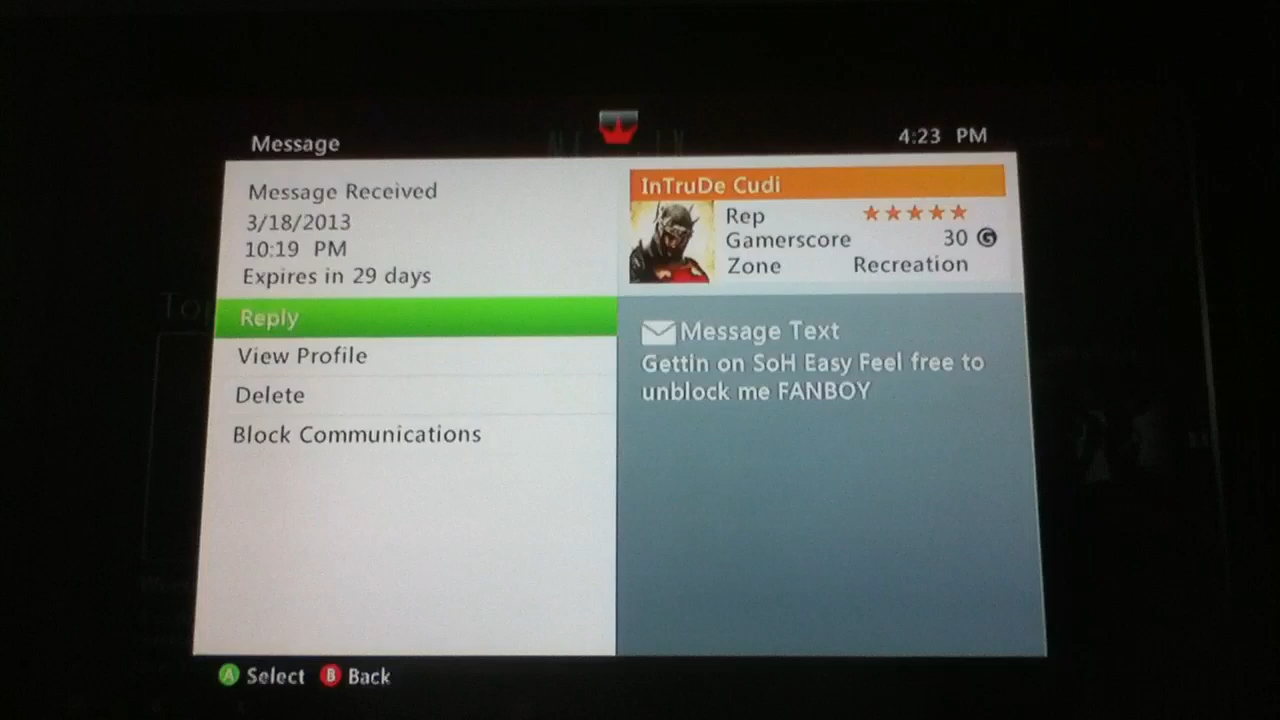 Message
4:23 PM
Message Received
3/18/2013
10:19 PM
Expires in 29 days
Reply
View Profile
Delete
Block Communications
InTruDe Cudi
Rep
Gamerscore 30 G
Zone Recreation
Message Text
Gettin on SoH Easy Feel free to
unblock me FANBOY
A Select B Back